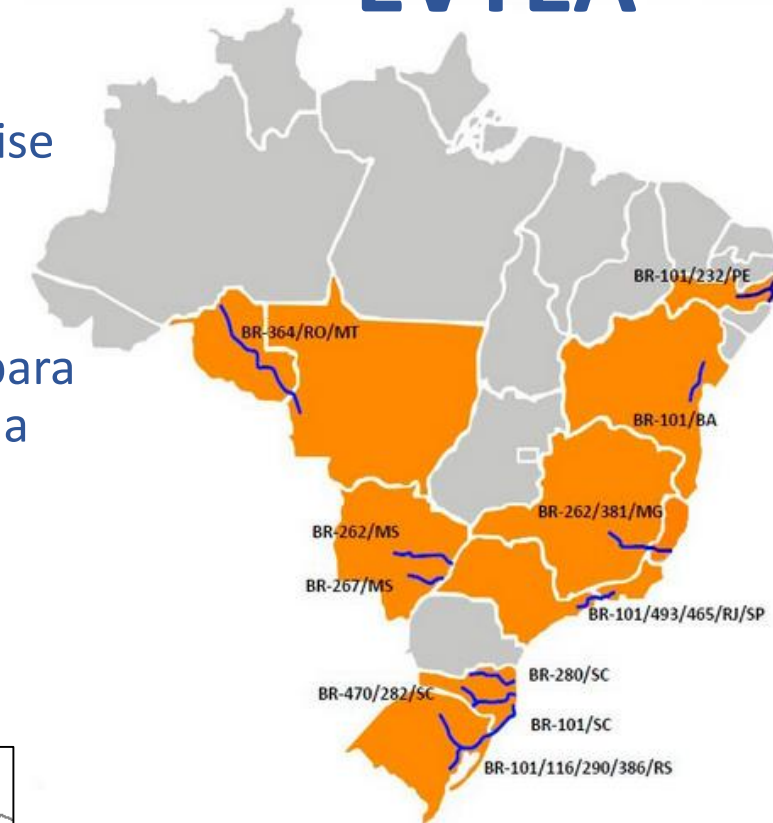 EVTEA
ise
BR-101/232/PE
BR-364/RO/MT
para
a
BR-101/BA
BR-262/381/MG
BR-262/MS
BR-267/MS
BR-101/493/465/RJ/SP
BR-280/SC
BR-470/282/SC
BR-101/SC
BR-101/116/290/386/RS